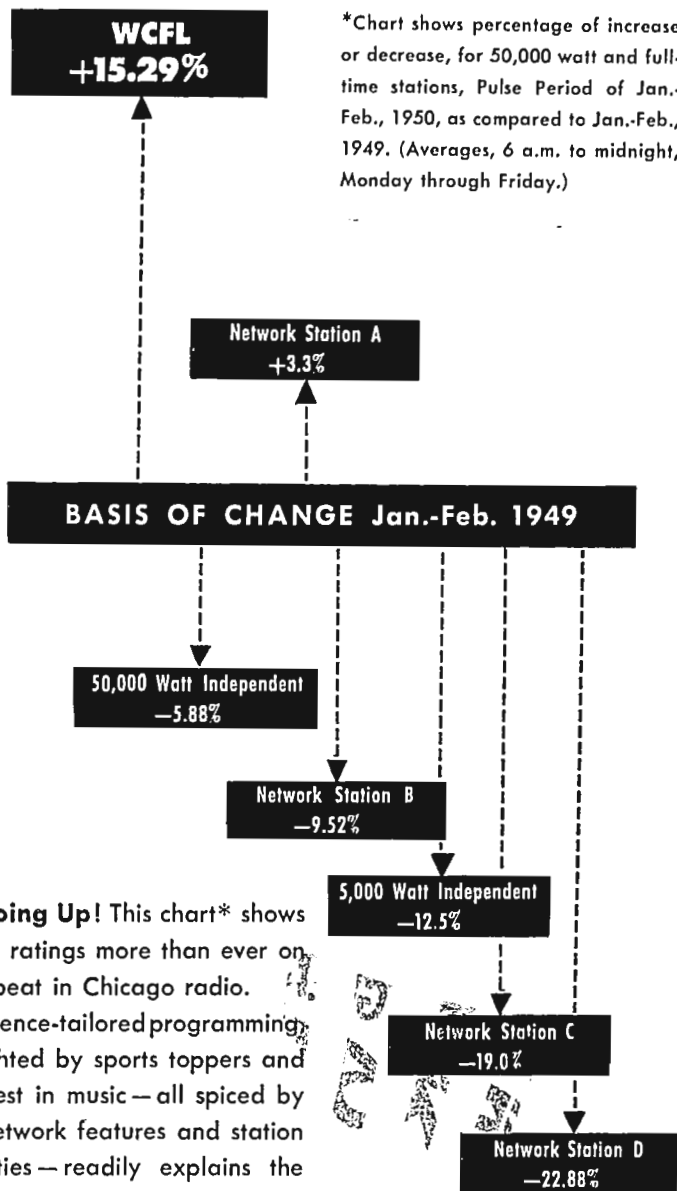 WCFL
+15.29%
*Chart shows percentage of increase
or decrease, for 50,000 watt and full-
time stations, Pulse Period of Jan.-
Feb., 1950, as compared to Jan.-Feb.,
1949. (Averages, 6 a.m. to midnight,
Monday through Friday.)
Network Station A
+3.3%
BASIS OF CHANGE Jan.-Feb. 1949
50,000 Watt Independent
—5.88%
Network Station B
—9.52%
5,000 Watt Independent
—12.5%
Network Station C
—19.0%
Network Station D
—22.88%
oing Up! This chart* shows
ratings more than ever on
peat in Chicago radio.
ence-tailored programming,
hted by sports toppers and
est in music — all spiced by
etwork features and station
ties — readily explains the